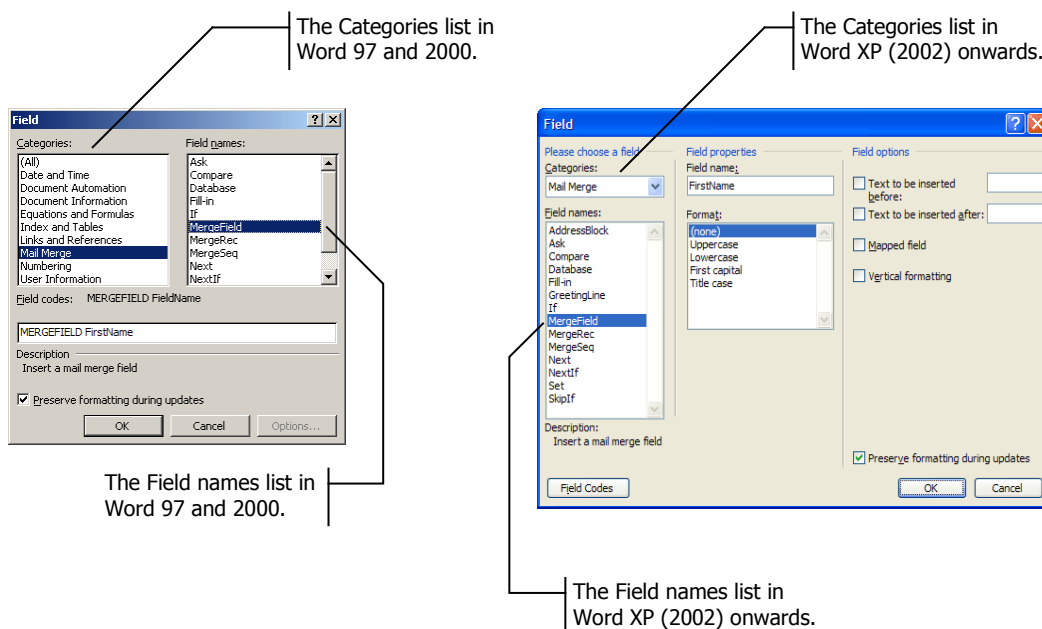 The Categories list in
Word 97 and 2000.
Field
Categories:
(All)
Date and Time
Document Automation
Document Information
Equations and Formulas
Index and Tables
Links and References
Mail Merge
Numbering
User Information
Field names:
Ask
Compare
Database
Fill-in
If
MergeField
MergeRec
MergeSeq
Next
NextIf
Field codes: MERGEFIELD FieldName
MERGEFIELD FirstName
Description
Insert a mail merge field
Preserve formatting during updates
OK Cancel Options...
The Field names list in
Word 97 and 2000.
The Categories list in
Word XP (2002) onwards.
Field
Please choose a field
Categories:
Mail Merge
Field names:
AddressBlock
Ask
Compare
Database
Fill-in
GreetingLine
If
MergeField
MergeRec
MergeSeq
Next
NextIf
Set
SkipIf
Description:
Insert a mail merge field
Field Codes
Field properties
Field name:
FirstName
Format:
(none)
Uppercase
Lowercase
First capital
Title case
Field options
Text to be inserted
before:
Text to be inserted after:
Mapped field
Vertical formatting
Preserve formatting during updates
OK Cancel
The Field names list in
Word XP (2002) onwards.